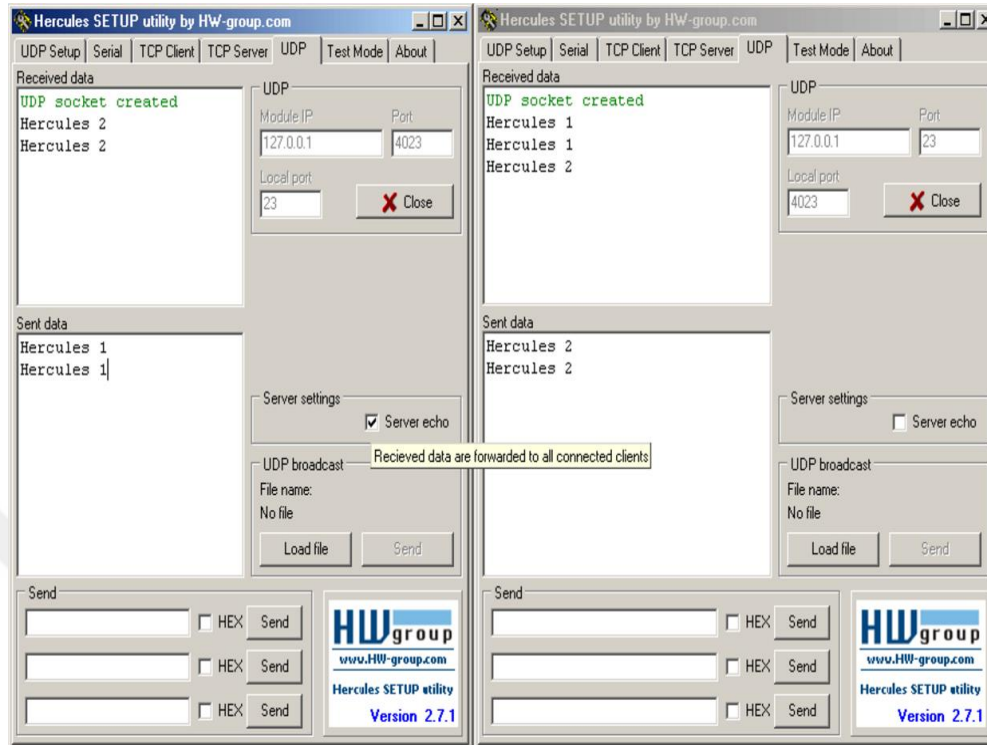 Hercules SETUP utility by HW-group.com
UDP Setup Serial TCP Client TCP Server UDP Test Mode About
Received data
UDP socket created
Hercules 2
Hercules 2
UDP
Module IP Port
127.0.0.1 4023
Local port
23 Close
Sent data
Hercules 1
Hercules 1
Server settings
Server echo
Recieved data are forwarded to all connected clients
UDP broadcast
File name:
No file
Load file Send
Send
HEX Send
HEX Send
HEX Send
HW group
www.HW-group.com
Hercules SETUP utility
Version 2.7.1
Hercules SETUP utility by HW-group.com
UDP Setup Serial TCP Client TCP Server UDP Test Mode About
Received data
UDP socket created
Hercules 1
Hercules 1
Hercules 2
UDP
Module IP Port
127.0.0.1 23
Local port
4023 Close
Sent data
Hercules 2
Hercules 2
Server settings
Server echo
UDP broadcast
File name:
No file
Load file Send
Send
HEX Send
HEX Send
HEX Send
HW group
www.HW-group.com
Hercules SETUP utility
Version 2.7.1